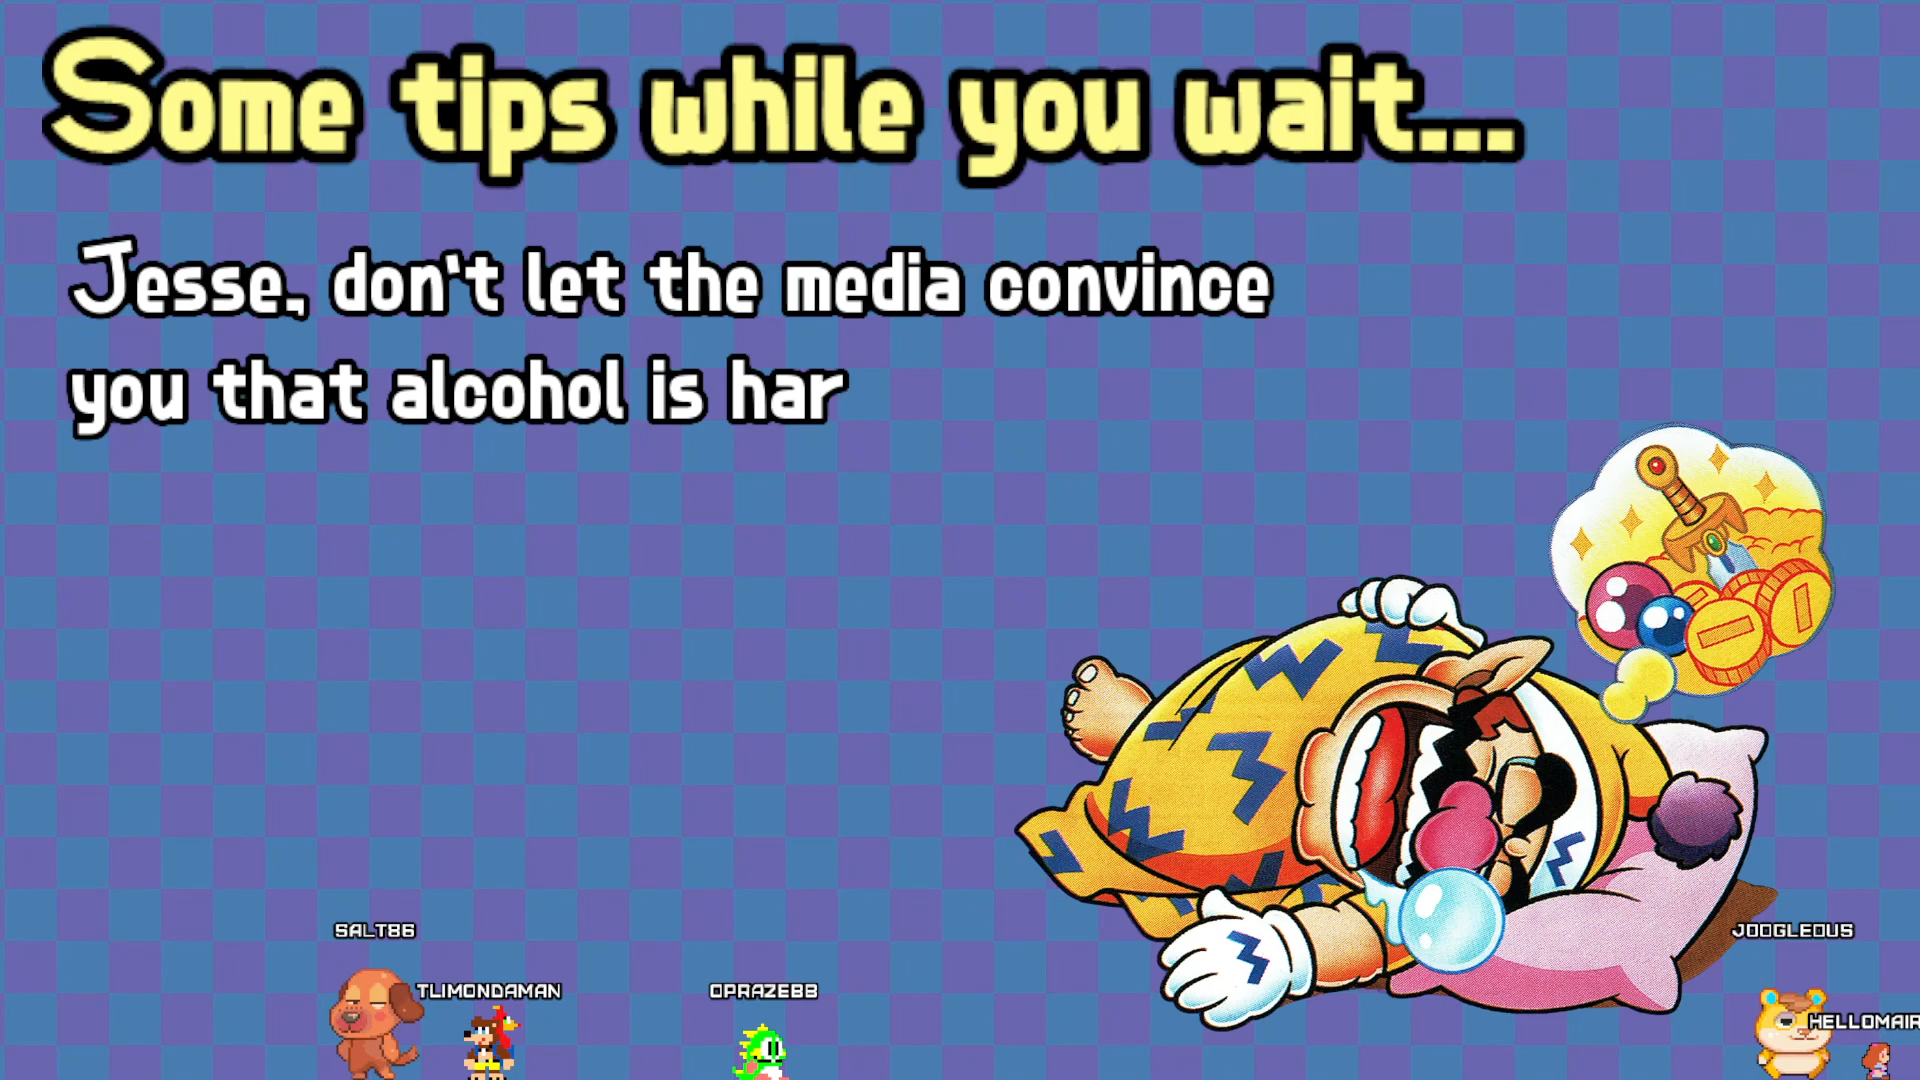 Some tips while you wait...
Jesse, don't let the media convince
you that alcohol is har
SALT86
TLIMONDAMAN
OPRAZEBB
JOOGLEOUS
HELLOMAIR